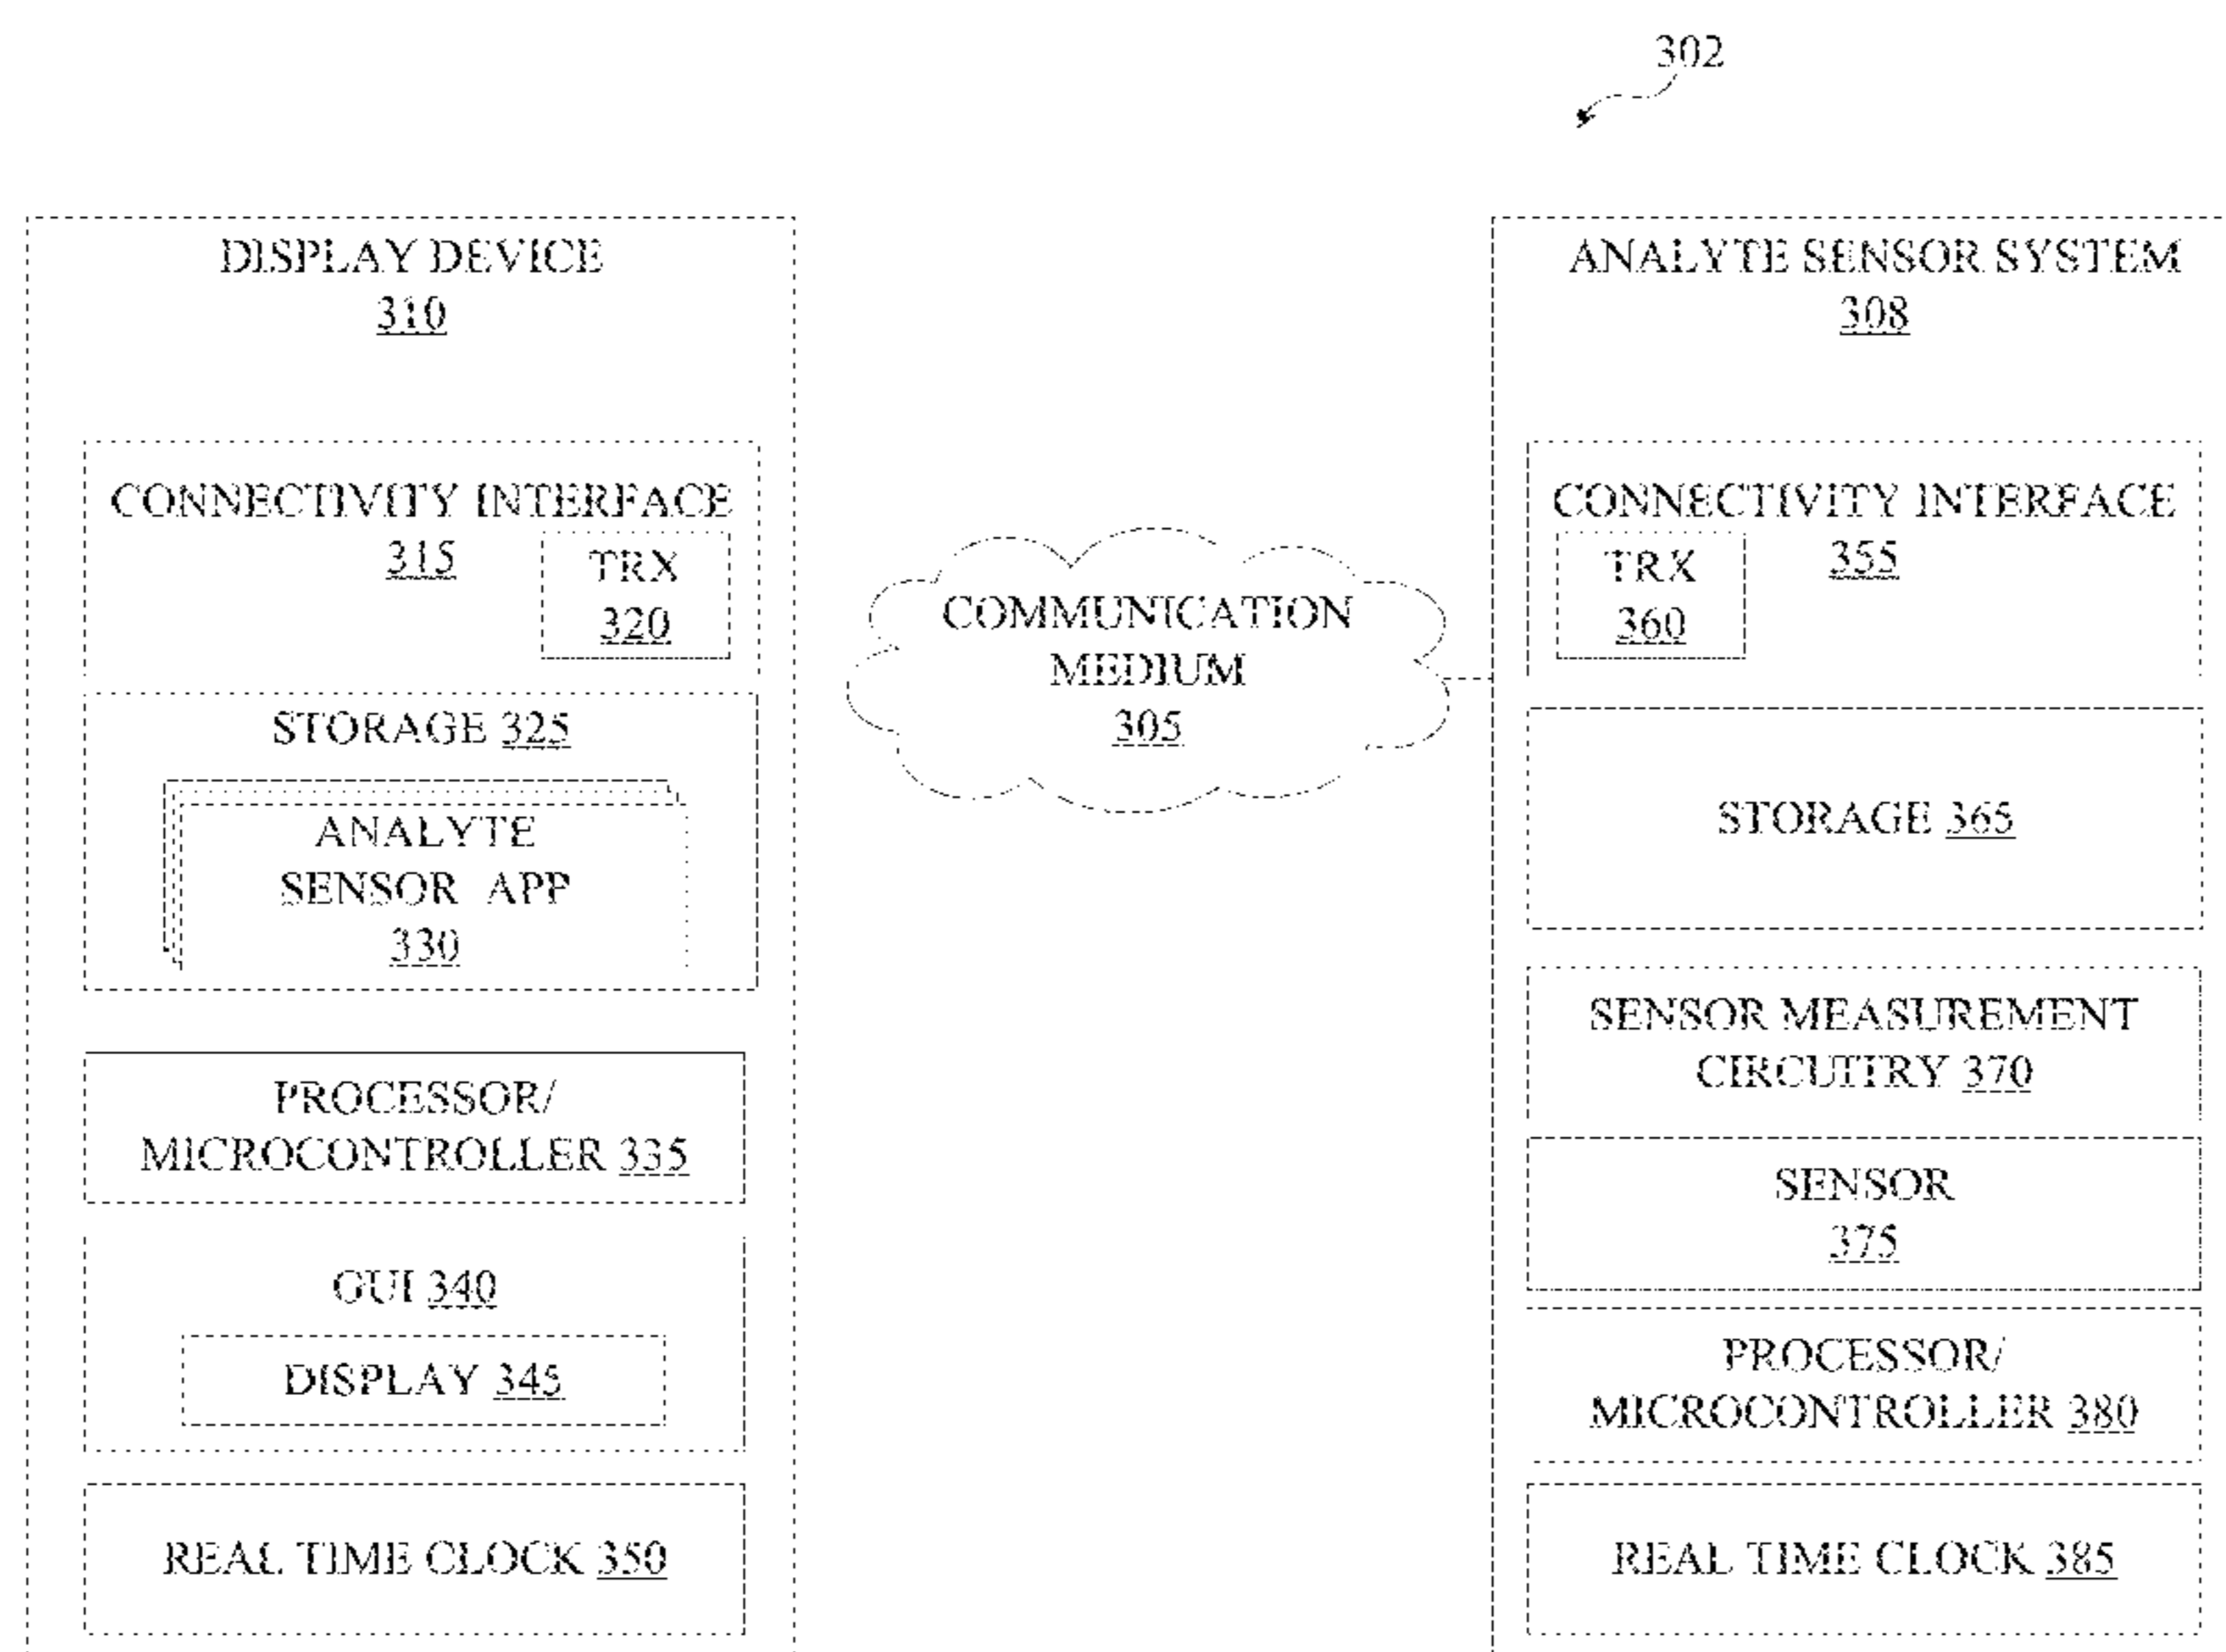 302
DISPLAY DEVICE
310
CONNECTIVITY INTERFACE
315
TRX
320
STORAGE 325
ANALYTE
SENSOR APP
330
PROCESSOR/
MICROCONTROLLER 335
GUI 340
DISPLAY 345
REAL TIME CLOCK 350
COMMUNICATION
MEDIUM
305
ANALYTE SENSOR SYSTEM
308
CONNECTIVITY INTERFACE
355
TRX
360
STORAGE 365
SENSOR MEASUREMENT
CIRCUITRY 370
SENSOR
375
PROCESSOR/
MICROCONTROLLER 380
REAL TIME CLOCK 385